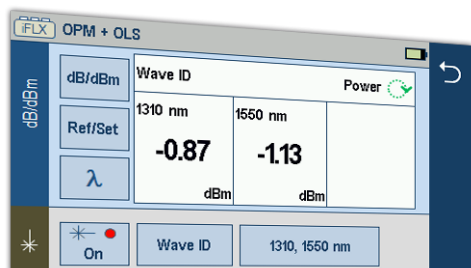 iFLX OPM + OLS
dB/dBm
dB/dBm Wave ID Power
Ref/Set
λ
1310 nm 1550 nm
-0.87 -1.13
dBm dBm
On Wave ID 1310, 1550 nm